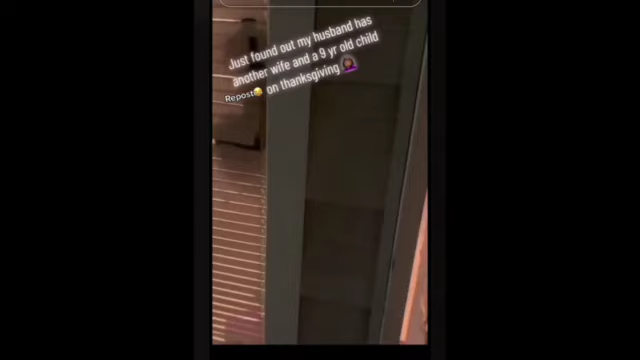 Just found out my husband has
another wife and a 9 yr old child
on thanksgiving 🤦🏽‍♀️
Repost😂